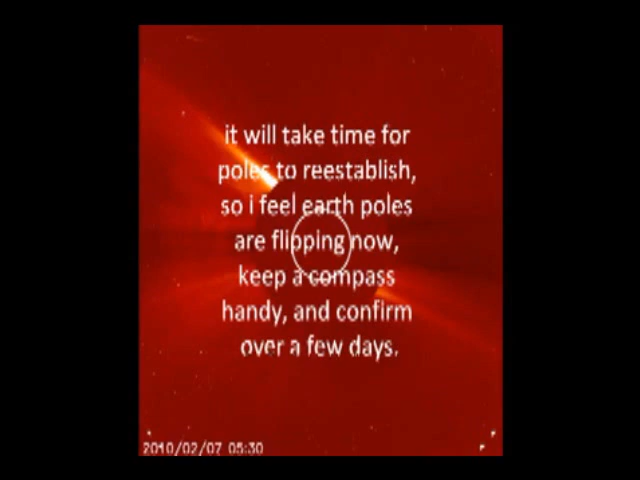 it will take time for
poles to reestablish,
so i feel earth poles
are flipping now,
keep a compass
handy, and confirm
over a few days.
2010/02/07 05:30